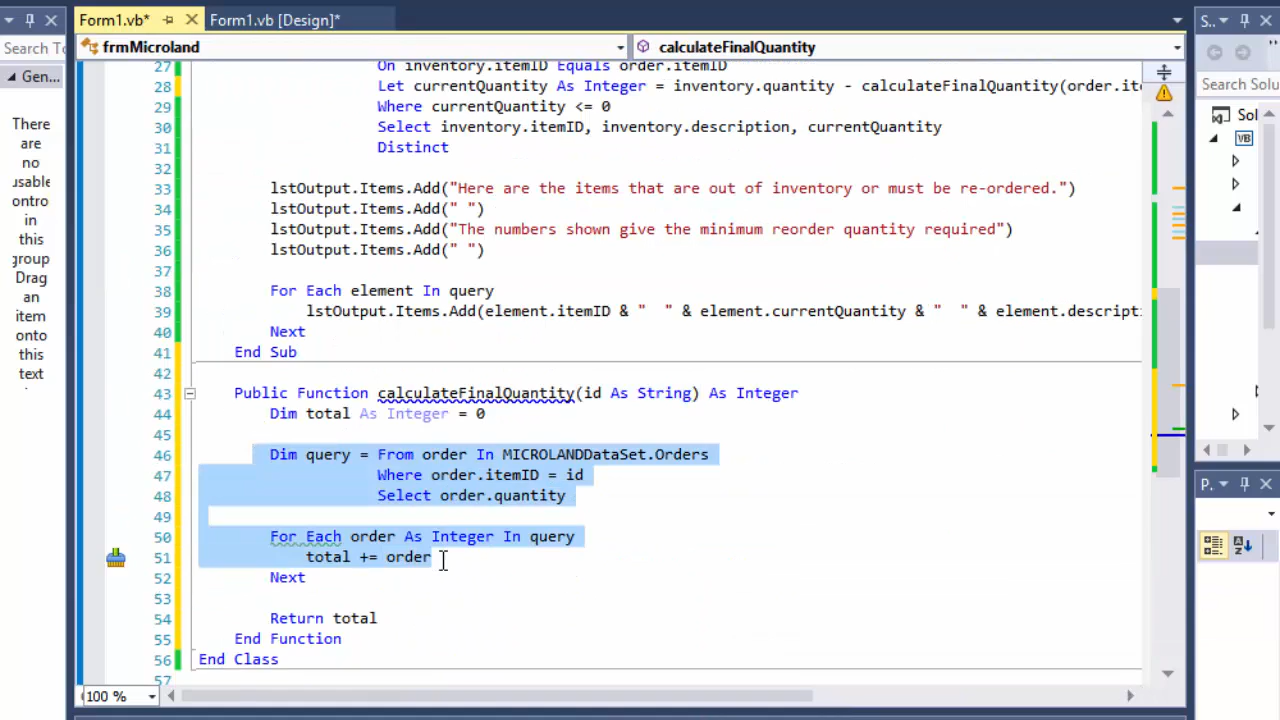 Form1.vb*
Form1.vb [Design]*
S..
Search To
frmMicroland
calculateFinalQuantity
Gen...
Search Solu
There
are
no
usable
ontro
in
this
group
Drag
an
item
onto
this
text
Sol
VB
27 On inventory.itemID Equals order.itemID
28 Let currentQuantity As Integer = inventory.quantity - calculateFinalQuantity(order.ite
29 Where currentQuantity <= 0
30 Select inventory.itemID, inventory.description, currentQuantity
31 Distinct
32
33 lstOutput.Items.Add("Here are the items that are out of inventory or must be re-ordered.")
34 lstOutput.Items.Add(" ")
35 lstOutput.Items.Add("The numbers shown give the minimum reorder quantity required")
36 lstOutput.Items.Add(" ")
37
38 For Each element In query
39 lstOutput.Items.Add(element.itemID & "  " & element.currentQuantity & "  " & element.descripti
40 Next
41 End Sub
42
43 Public Function calculateFinalQuantity(id As String) As Integer
44 Dim total As Integer = 0
45
46 Dim query = From order In MICROLANDDataSet.Orders
47 Where order.itemID = id
48 Select order.quantity
49
50 For Each order As Integer In query
51 total += order
52 Next
53
54 Return total
55 End Function
56 End Class
57
P..
100 %